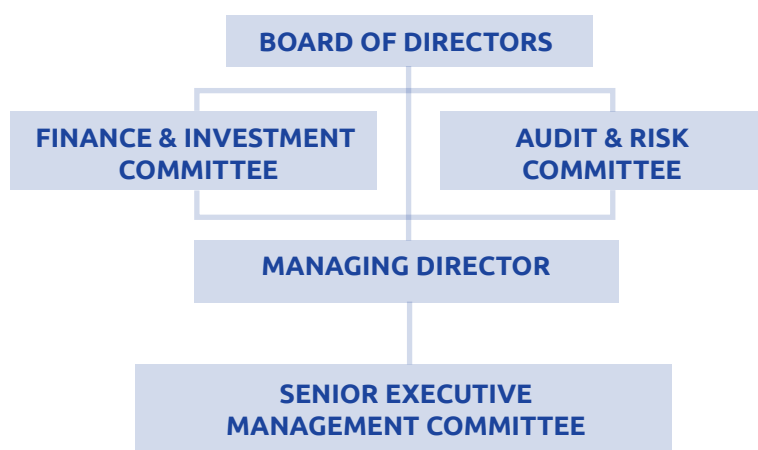 BOARD OF DIRECTORS
FINANCE & INVESTMENT
COMMITTEE
AUDIT & RISK
COMMITTEE
MANAGING DIRECTOR
SENIOR EXECUTIVE
MANAGEMENT COMMITTEE